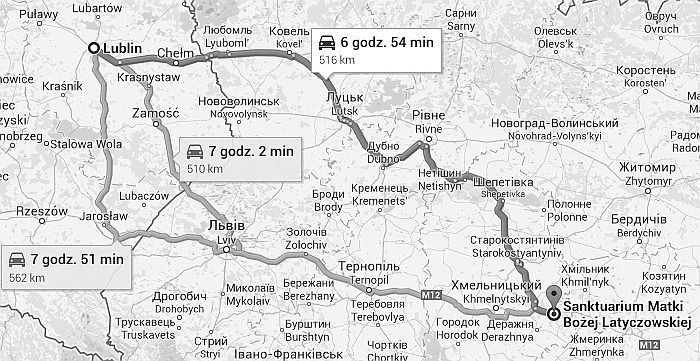 Пулави
Puławy
Lubartów
Сарни
Sarny
Овруч
Ovruch
Любомль
Lyuboml'
Ковель
Kovel'
Олевськ
Olevs'k
Lublin
Chełm
6 godz. 54 min
516 km
Kraśnik
Krasnystaw
Коростень
Korosten'
Нововолинськ
Novovolynsk
Луцьк
Lutsk
Zamość
Рівне
Rivne
Новоград-Волинський
Novohrad-Volyns'kyi
Stalowa Wola
7 godz. 2 min
510 km
Дубно
Dubno
Нетішин
Netishyn
Шепетівка
Shepetivka
Житомир
Zhytomyr
Lubaczów
Броди
Brody
Кременець
Kremenets'
Полонне
Polonne
Rzeszów
Jarosław
Львів
Lviv
Золочів
Zolochiv
Бердичів
Berdychiv
Старокостянтинів
Starokostyantyniv
7 godz. 51 min
562 km
Тернопіль
Ternopil
Хмільник
Khmil'nyk
Козятин
Kozyatyn
Дрогобич
Drohobych
Миколаїв
Mykolaiv
Бережани
Berezhany
M12
Хмельницький
Khmelnytskyi
M12
Теребовля
Terebovlya
Sanktuarium Matki
Bożej Latyczowskiej
Трускавець
Truskavets
Бурштин
Burshtyn
Городок
Horodok
Деражня
Derazhnya
Жмеринка
Zhmerynka
Стрий
Stryi
Івано-Франківськ
Чортків
Chortkiv